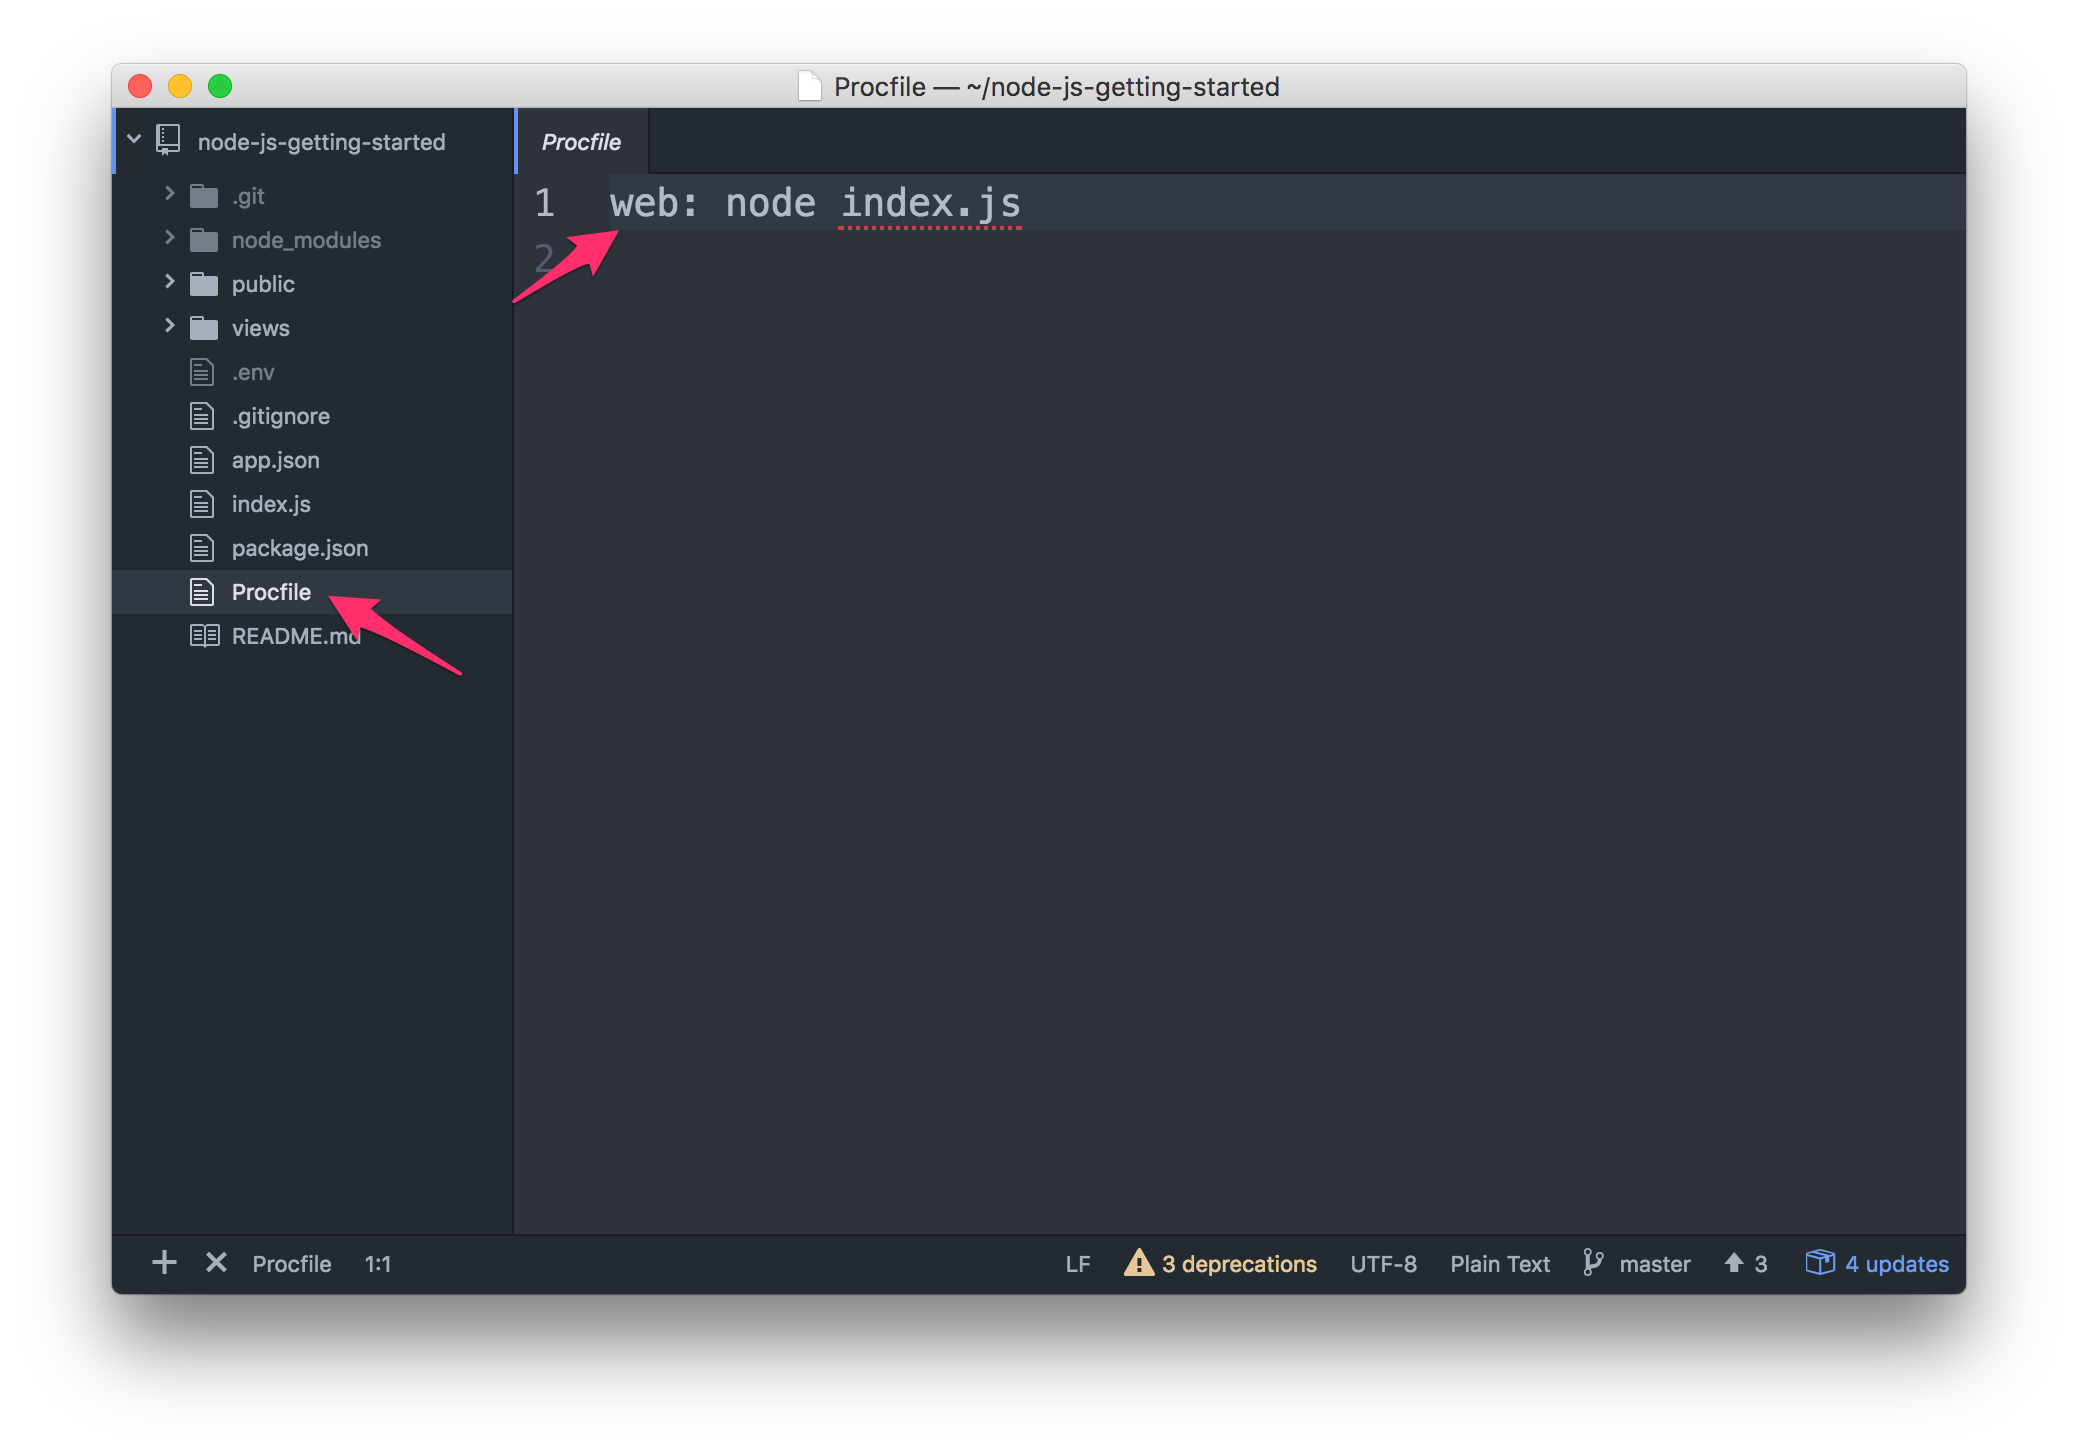 Procfile — ~/node-js-getting-started
node-js-getting-started
.git
node_modules
public
views
.env
.gitignore
app.json
index.js
package.json
Procfile
README.md
Procfile
1 web: node index.js
2
Procfile 1:1 LF 3 deprecations UTF-8 Plain Text master 3 4 updates